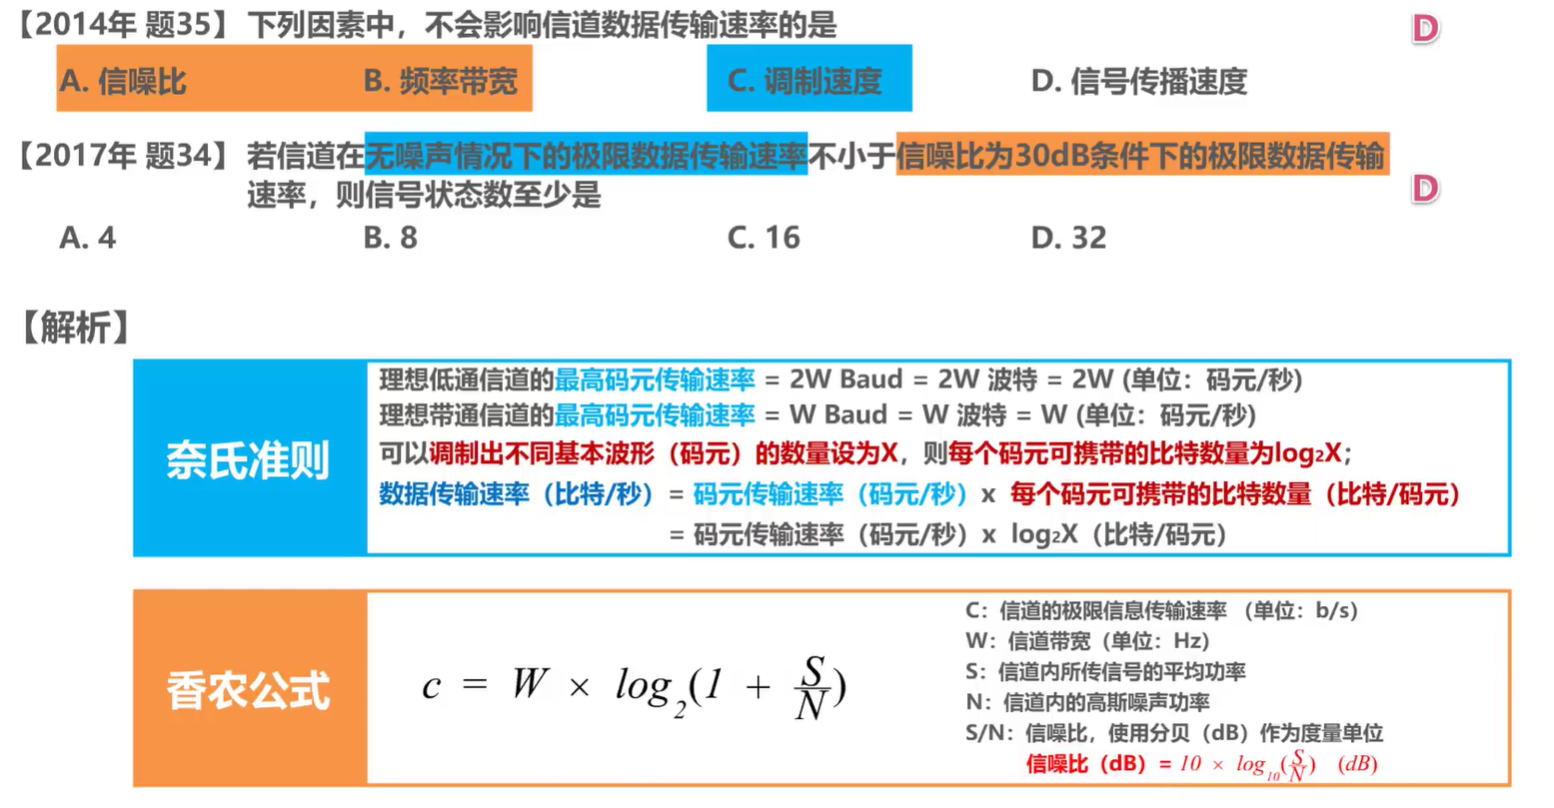 【2014年 题35】下列因素中，不会影响信道数据传输速率的是 D
A. 信噪比 B. 频率带宽 C. 调制速度 D. 信号传播速度
【2017年 题34】若信道在无噪声情况下的极限数据传输速率不小于信噪比为30dB条件下的极限数据传输
速率，则信号状态数至少是 D
A. 4 B. 8 C. 16 D. 32
【解析】
奈氏准则
理想低通信道的最高码元传输速率 = 2W Baud = 2W 波特 = 2W (单位：码元/秒)
理想带通信道的最高码元传输速率 = W Baud = W 波特 = W (单位：码元/秒)
可以调制出不同基本波形（码元）的数量设为X，则每个码元可携带的比特数量为log₂X；
数据传输速率（比特/秒）= 码元传输速率（码元/秒）x 每个码元可携带的比特数量（比特/码元）
= 码元传输速率（码元/秒）x log₂X（比特/码元）
香农公式
c = W × log₂(1 + S/N)
C：信道的极限信息传输速率 （单位：b/s)
W：信道带宽（单位：Hz)
S：信道内所传信号的平均功率
N：信道内的高斯噪声功率
S/N：信噪比，使用分贝（dB）作为度量单位
信噪比（dB）= 10 × log₁₀(S/N) (dB)